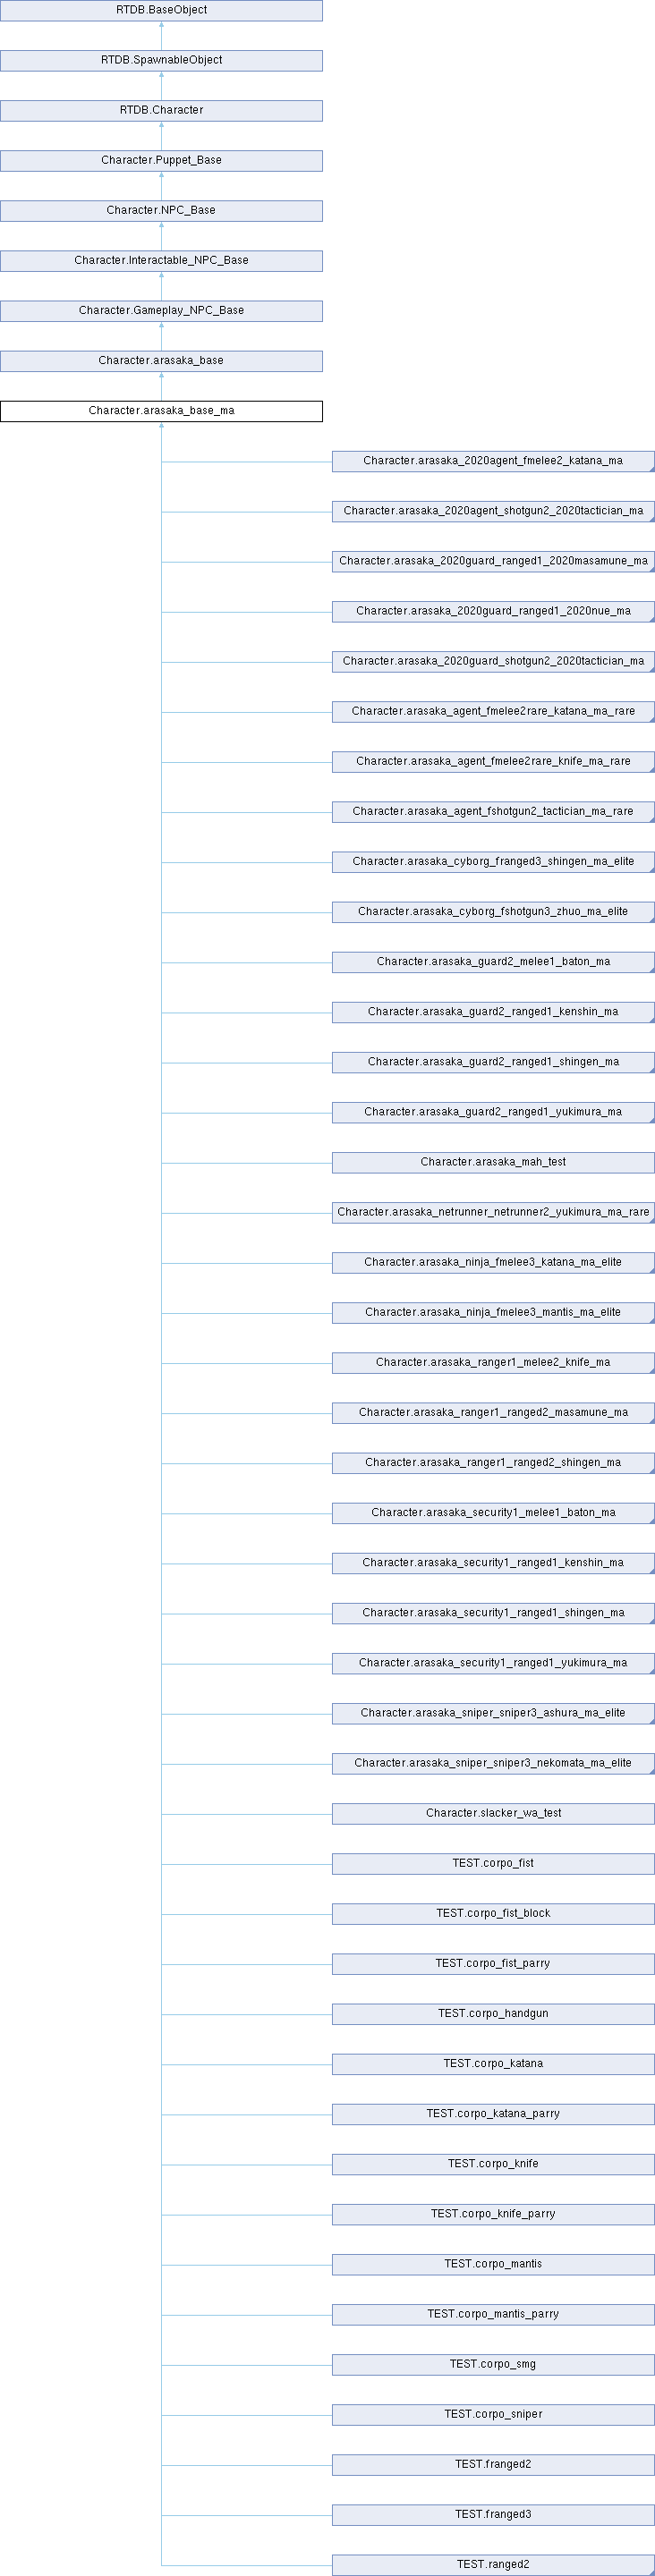 RTDB.BaseObject
RTDB.SpawnableObject
RTDB.Character
Character.Puppet_Base
Character.NPC_Base
Character.Interactable_NPC_Base
Character.Gameplay_NPC_Base
Character.arasaka_base
Character.arasaka_base_ma
Character.arasaka_2020agent_fmelee2_katana_ma
Character.arasaka_2020agent_shotgun2_2020tactician_ma
Character.arasaka_2020guard_ranged1_2020masamune_ma
Character.arasaka_2020guard_ranged1_2020nue_ma
Character.arasaka_2020guard_shotgun2_2020tactician_ma
Character.arasaka_agent_fmelee2rare_katana_ma_rare
Character.arasaka_agent_fmelee2rare_knife_ma_rare
Character.arasaka_agent_fshotgun2_tactician_ma_rare
Character.arasaka_cyborg_franged3_shingen_ma_elite
Character.arasaka_cyborg_fshotgun3_zhuo_ma_elite
Character.arasaka_guard2_melee1_baton_ma
Character.arasaka_guard2_ranged1_kenshin_ma
Character.arasaka_guard2_ranged1_shingen_ma
Character.arasaka_guard2_ranged1_yukimura_ma
Character.arasaka_mah_test
Character.arasaka_netrunner_netrunner2_yukimura_ma_rare
Character.arasaka_ninja_fmelee3_katana_ma_elite
Character.arasaka_ninja_fmelee3_mantis_ma_elite
Character.arasaka_ranger1_melee2_knife_ma
Character.arasaka_ranger1_ranged2_masamune_ma
Character.arasaka_ranger1_ranged2_shingen_ma
Character.arasaka_security1_melee1_baton_ma
Character.arasaka_security1_ranged1_kenshin_ma
Character.arasaka_security1_ranged1_shingen_ma
Character.arasaka_security1_ranged1_yukimura_ma
Character.arasaka_sniper_sniper3_ashura_ma_elite
Character.arasaka_sniper_sniper3_nekomata_ma_elite
Character.slacker_wa_test
TEST.corpo_fist
TEST.corpo_fist_block
TEST.corpo_fist_parry
TEST.corpo_handgun
TEST.corpo_katana
TEST.corpo_katana_parry
TEST.corpo_knife
TEST.corpo_knife_parry
TEST.corpo_mantis
TEST.corpo_mantis_parry
TEST.corpo_smg
TEST.corpo_sniper
TEST.franged2
TEST.franged3
TEST.ranged2